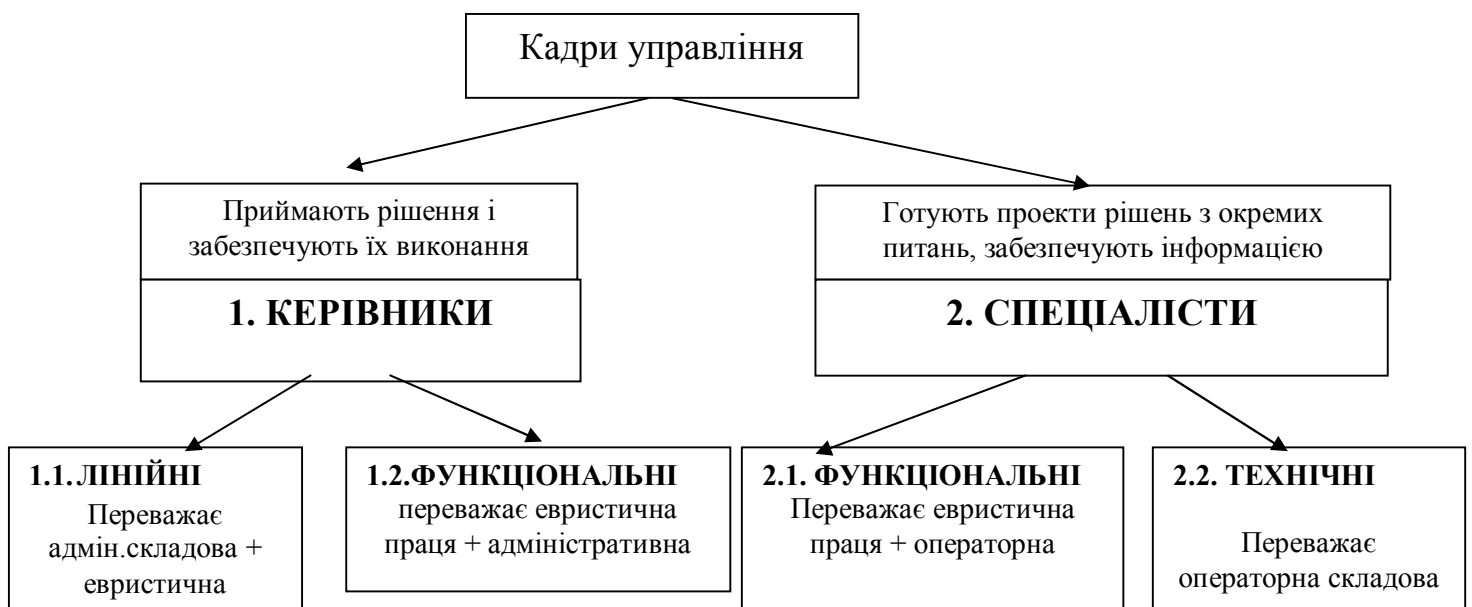 Кадри управління
Приймають рішення і
забезпечують їх виконання
1. КЕРІВНИКИ
Готують проекти рішень з окремих
питань, забезпечують інформацією
2. СПЕЦІАЛІСТИ
1.1. ЛІНІЙНІ
Переважає
адмін.складова +
евристична
1.2.ФУНКЦІОНАЛЬНІ
переважає евристична
праця + адміністративна
2.1. ФУНКЦІОНАЛЬНІ
Переважає евристична
праця + операторна
2.2. ТЕХНІЧНІ
Переважає
операторна складова